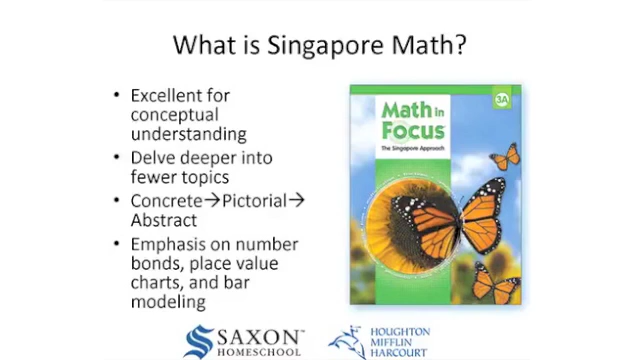 What is Singapore Math?
• Excellent for
conceptual
understanding
• Delve deeper into
fewer topics
• Concrete→Pictorial→
Abstract
• Emphasis on number
bonds, place value
charts, and bar
modeling
3A
Math in
Focus
The Singapore Approach
SAXON
HOMESCHOOL
HOUGHTON
MIFFLIN
HARCOURT